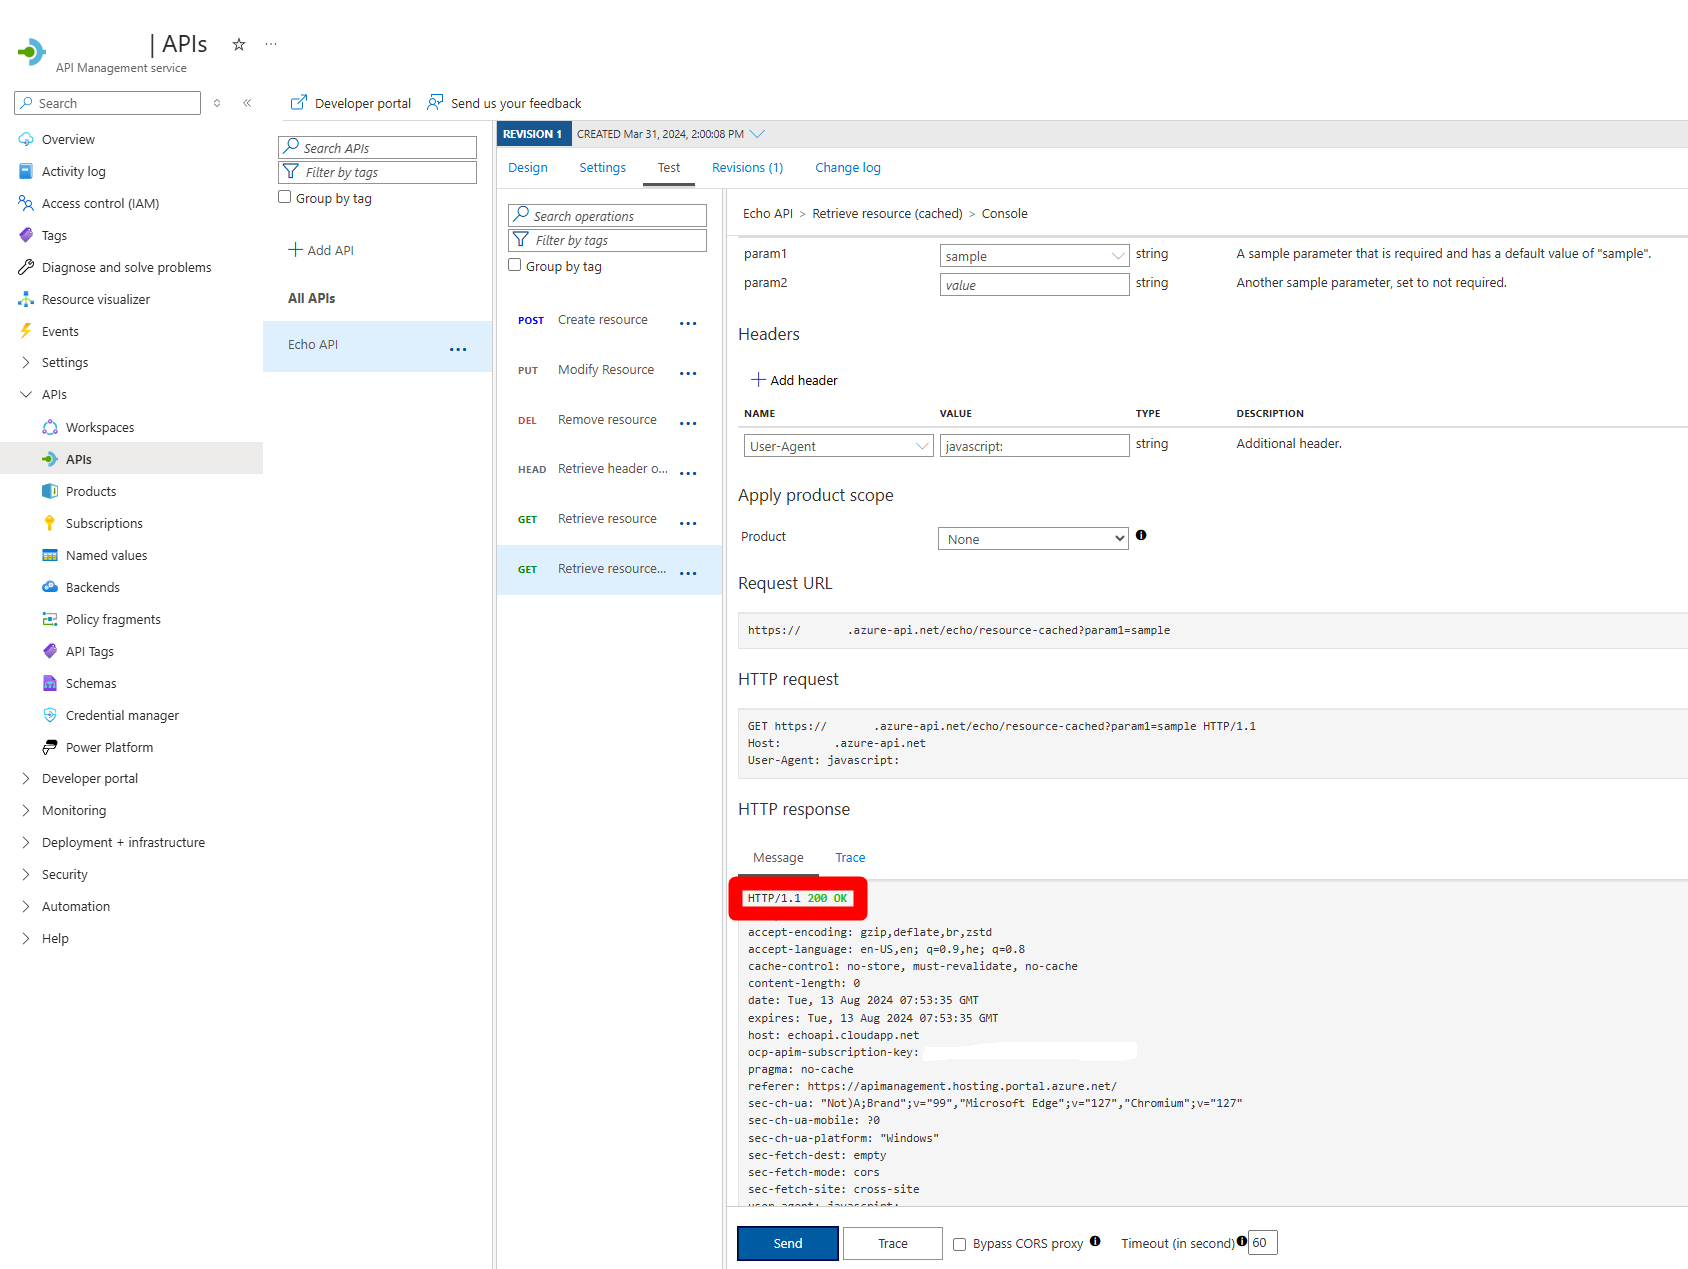 | APIs
API Management service
Search
Overview
Activity log
Access control (IAM)
Tags
Diagnose and solve problems
Resource visualizer
Events
Settings
APIs
Workspaces
APIs
Products
Subscriptions
Named values
Backends
Policy fragments
API Tags
Schemas
Credential manager
Power Platform
Developer portal
Monitoring
Deployment + infrastructure
Security
Automation
Help
Developer portal
Send us your feedback
Search APIs
Filter by tags
Group by tag
Add API
All APIs
Echo API
REVISION 1 CREATED Mar 31, 2024, 2:00:08 PM
Design Settings Test Revisions (1) Change log
Search operations
Filter by tags
Group by tag
POST Create resource
PUT Modify Resource
DEL Remove resource
HEAD Retrieve header o...
GET Retrieve resource
GET Retrieve resource...
Echo API > Retrieve resource (cached) > Console
param1 sample string A sample parameter that is required and has a default value of "sample".
param2 value string Another sample parameter, set to not required.
Headers
Add header
NAME VALUE TYPE DESCRIPTION
User-Agent javascript: string Additional header.
Apply product scope
Product None
Request URL
https:// .azure-api.net/echo/resource-cached?param1=sample
HTTP request
GET https:// .azure-api.net/echo/resource-cached?param1=sample HTTP/1.1
Host: .azure-api.net
User-Agent: javascript:
HTTP response
Message Trace
HTTP/1.1 200 OK
accept-encoding: gzip,deflate,br,zstd
accept-language: en-US,en; q=0.9,he; q=0.8
cache-control: no-store, must-revalidate, no-cache
content-length: 0
date: Tue, 13 Aug 2024 07:53:35 GMT
expires: Tue, 13 Aug 2024 07:53:35 GMT
host: echoapi.cloudapp.net
ocp-apim-subscription-key:
pragma: no-cache
referer: https://apimanagement.hosting.portal.azure.net/
sec-ch-ua: "Not)A;Brand";v="99","Microsoft Edge";v="127","Chromium";v="127"
sec-ch-ua-mobile: ?0
sec-ch-ua-platform: "Windows"
sec-fetch-dest: empty
sec-fetch-mode: cors
sec-fetch-site: cross-site
user-agent: javascript:
Send Trace Bypass CORS proxy Timeout (in second) 60